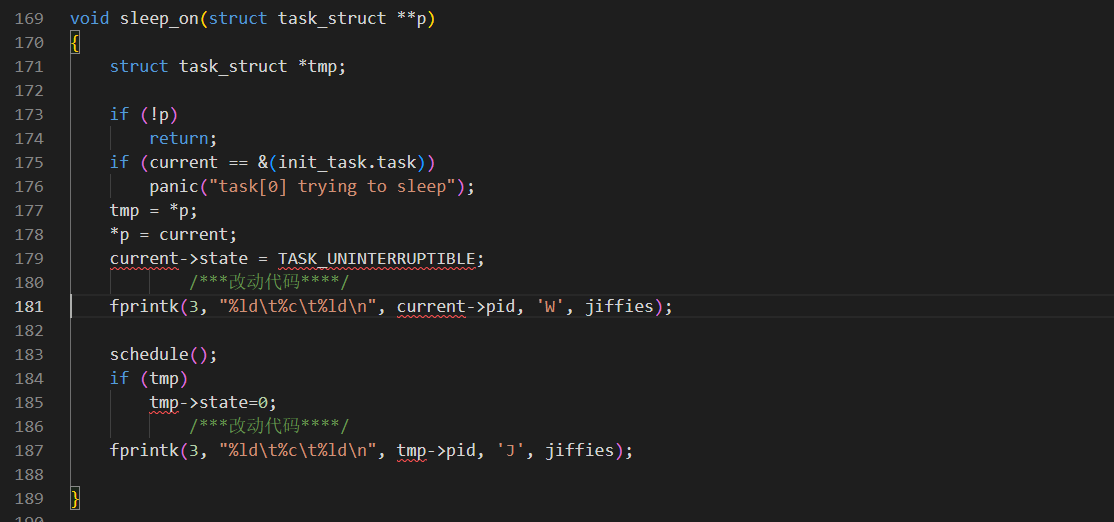 169 void sleep_on(struct task_struct **p)
170 {
171     struct task_struct *tmp;
172
173     if (!p)
174         return;
175     if (current == &(init_task.task))
176         panic("task[0] trying to sleep");
177     tmp = *p;
178     *p = current;
179     current->state = TASK_UNINTERRUPTIBLE;
180             /***改动代码****/
181     fprintk(3, "%ld\t%c\t%ld\n", current->pid, 'W', jiffies);
182
183     schedule();
184     if (tmp)
185         tmp->state=0;
186             /***改动代码****/
187     fprintk(3, "%ld\t%c\t%ld\n", tmp->pid, 'J', jiffies);
188
189 }
190